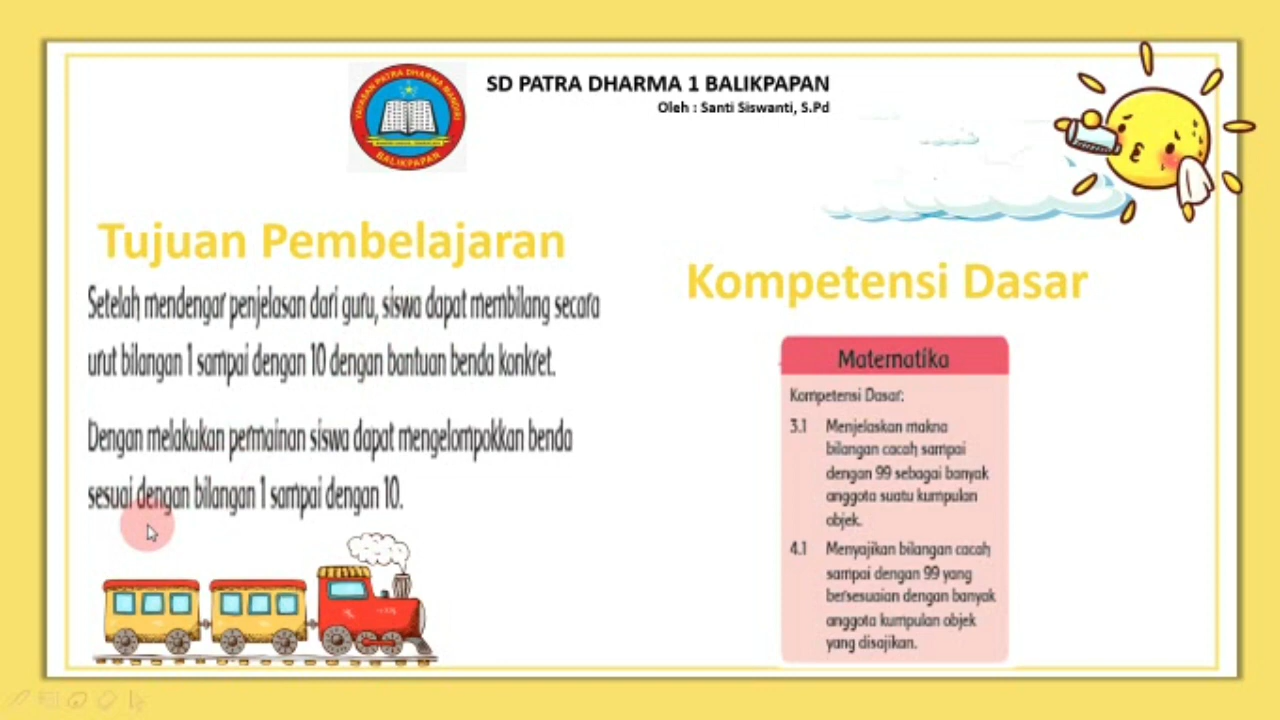 YAYASAN PATRA DHARMA MANDIRI
BALIKPAPAN
SD PATRA DHARMA 1 BALIKPAPAN
Oleh : Santi Siswanti, S.Pd
Tujuan Pembelajaran
Setelah mendengar penjelasan dari guru, siswa dapat membilang secara
urut bilangan 1 sampai dengan 10 dengan bantuan benda konkret.
Dengan melakukan permainan siswa dapat mengelompokkan benda
sesuai dengan bilangan 1 sampai dengan 10.
Kompetensi Dasar
Matematika
Kompetensi Dasar:
3.1 Menjelaskan makna
bilangan cacah sampai
dengan 99 sebagai banyak
anggota suatu kumpulan
objek.
4.1 Menyajikan bilangan cacah
sampai dengan 99 yang
bersesuaian dengan banyak
anggota kumpulan objek
yang disajikan.